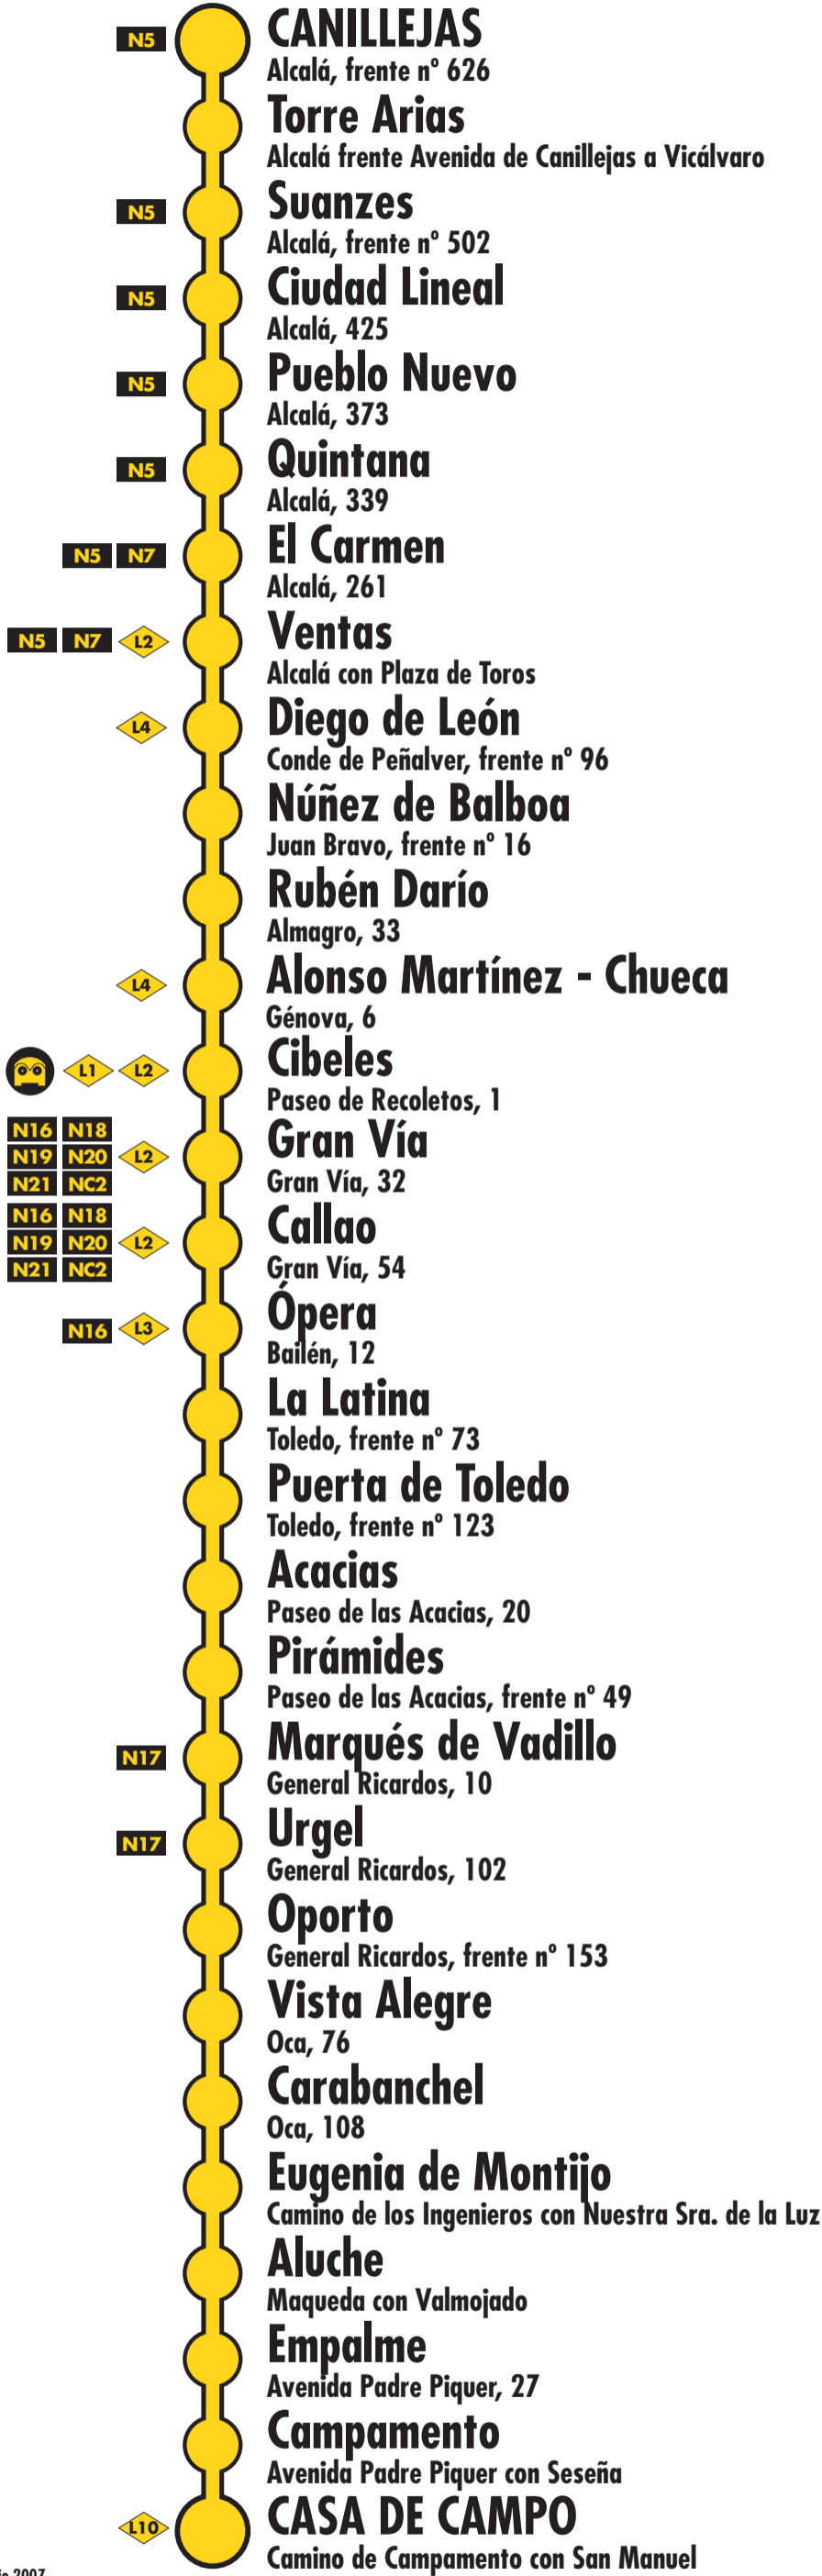 N5 CANILLEJAS
Alcalá, frente nº 626
Torre Arias
Alcalá frente Avenida de Canillejas a Vicálvaro
N5 Suanzes
Alcalá, frente nº 502
N5 Ciudad Lineal
Alcalá, 425
N5 Pueblo Nuevo
Alcalá, 373
N5 Quintana
Alcalá, 339
N5 N7 El Carmen
Alcalá, 261
N5 N7 L2 Ventas
Alcalá con Plaza de Toros
L4 Diego de León
Conde de Peñalver, frente nº 96
Núñez de Balboa
Juan Bravo, frente nº 16
Rubén Darío
Almagro, 33
L4 Alonso Martínez - Chueca
Génova, 6
L1 L2 Cibeles
Paseo de Recoletos, 1
N16 N18
N19 N20 L2 Gran Vía
N21 NC2 Gran Vía, 32
N16 N18
N19 N20 L2 Callao
N21 NC2 Gran Vía, 54
N16 L3 Ópera
Bailén, 12
La Latina
Toledo, frente nº 73
Puerta de Toledo
Toledo, frente nº 123
Acacias
Paseo de las Acacias, 20
Pirámides
Paseo de las Acacias, frente nº 49
N17 Marqués de Vadillo
General Ricardos, 10
N17 Urgel
General Ricardos, 102
Oporto
General Ricardos, frente nº 153
Vista Alegre
Oca, 76
Carabanchel
Oca, 108
Eugenia de Montijo
Camino de los Ingenieros con Nuestra Sra. de la Luz
Aluche
Maqueda con Valmojado
Empalme
Avenida Padre Piquer, 27
Campamento
Avenida Padre Piquer con Seseña
L10 CASA DE CAMPO
Camino de Campamento con San Manuel
2007